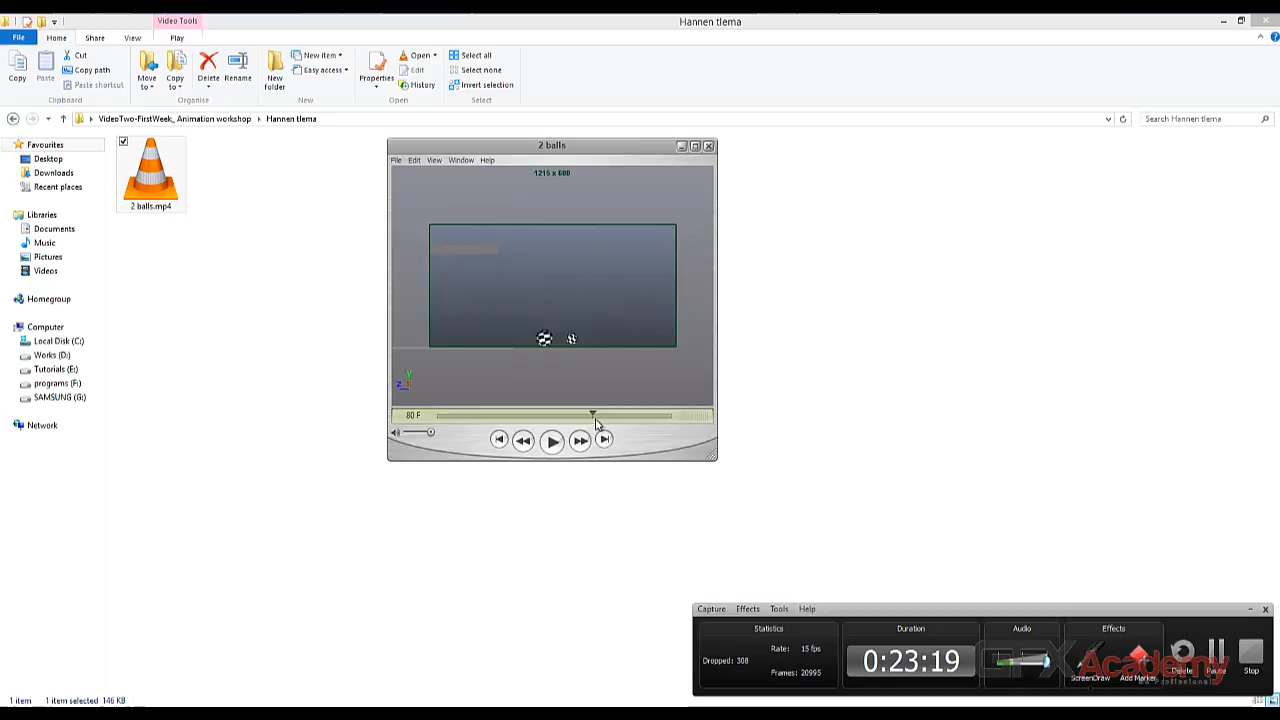 Video Tools
Hannen tlema
File
Home
Share
View
Play
Copy
Paste
Cut
Copy path
Paste shortcut
Clipboard
Move to
Copy to
Delete
Rename
Organise
New folder
New item
Easy access
New
Properties
Open
Edit
History
Open
Select all
Select none
Invert selection
Select
VideoTwo-FirstWeek_ Animation workshop
Hannen tlema
Search Hannen tlema
Favourites
Desktop
Downloads
Recent places
Libraries
Documents
Music
Pictures
Videos
Homegroup
Computer
Local Disk (C:)
Works (D:)
Tutorials (E:)
programs (F:)
SAMSUNG (G:)
Network
2 balls.mp4
2 balls
File Edit View Window Help
1215 x 600
y
z
80 F
Capture Effects Tools Help
Statistics
Dropped: 308
Rate: 15 fps
Frames: 20995
Duration
0:23:19
Audio
Effects
ScreenDraw
Add Marker
Delete
Pause
Stop
GFX Academy
1 item
1 item selected 146 KB